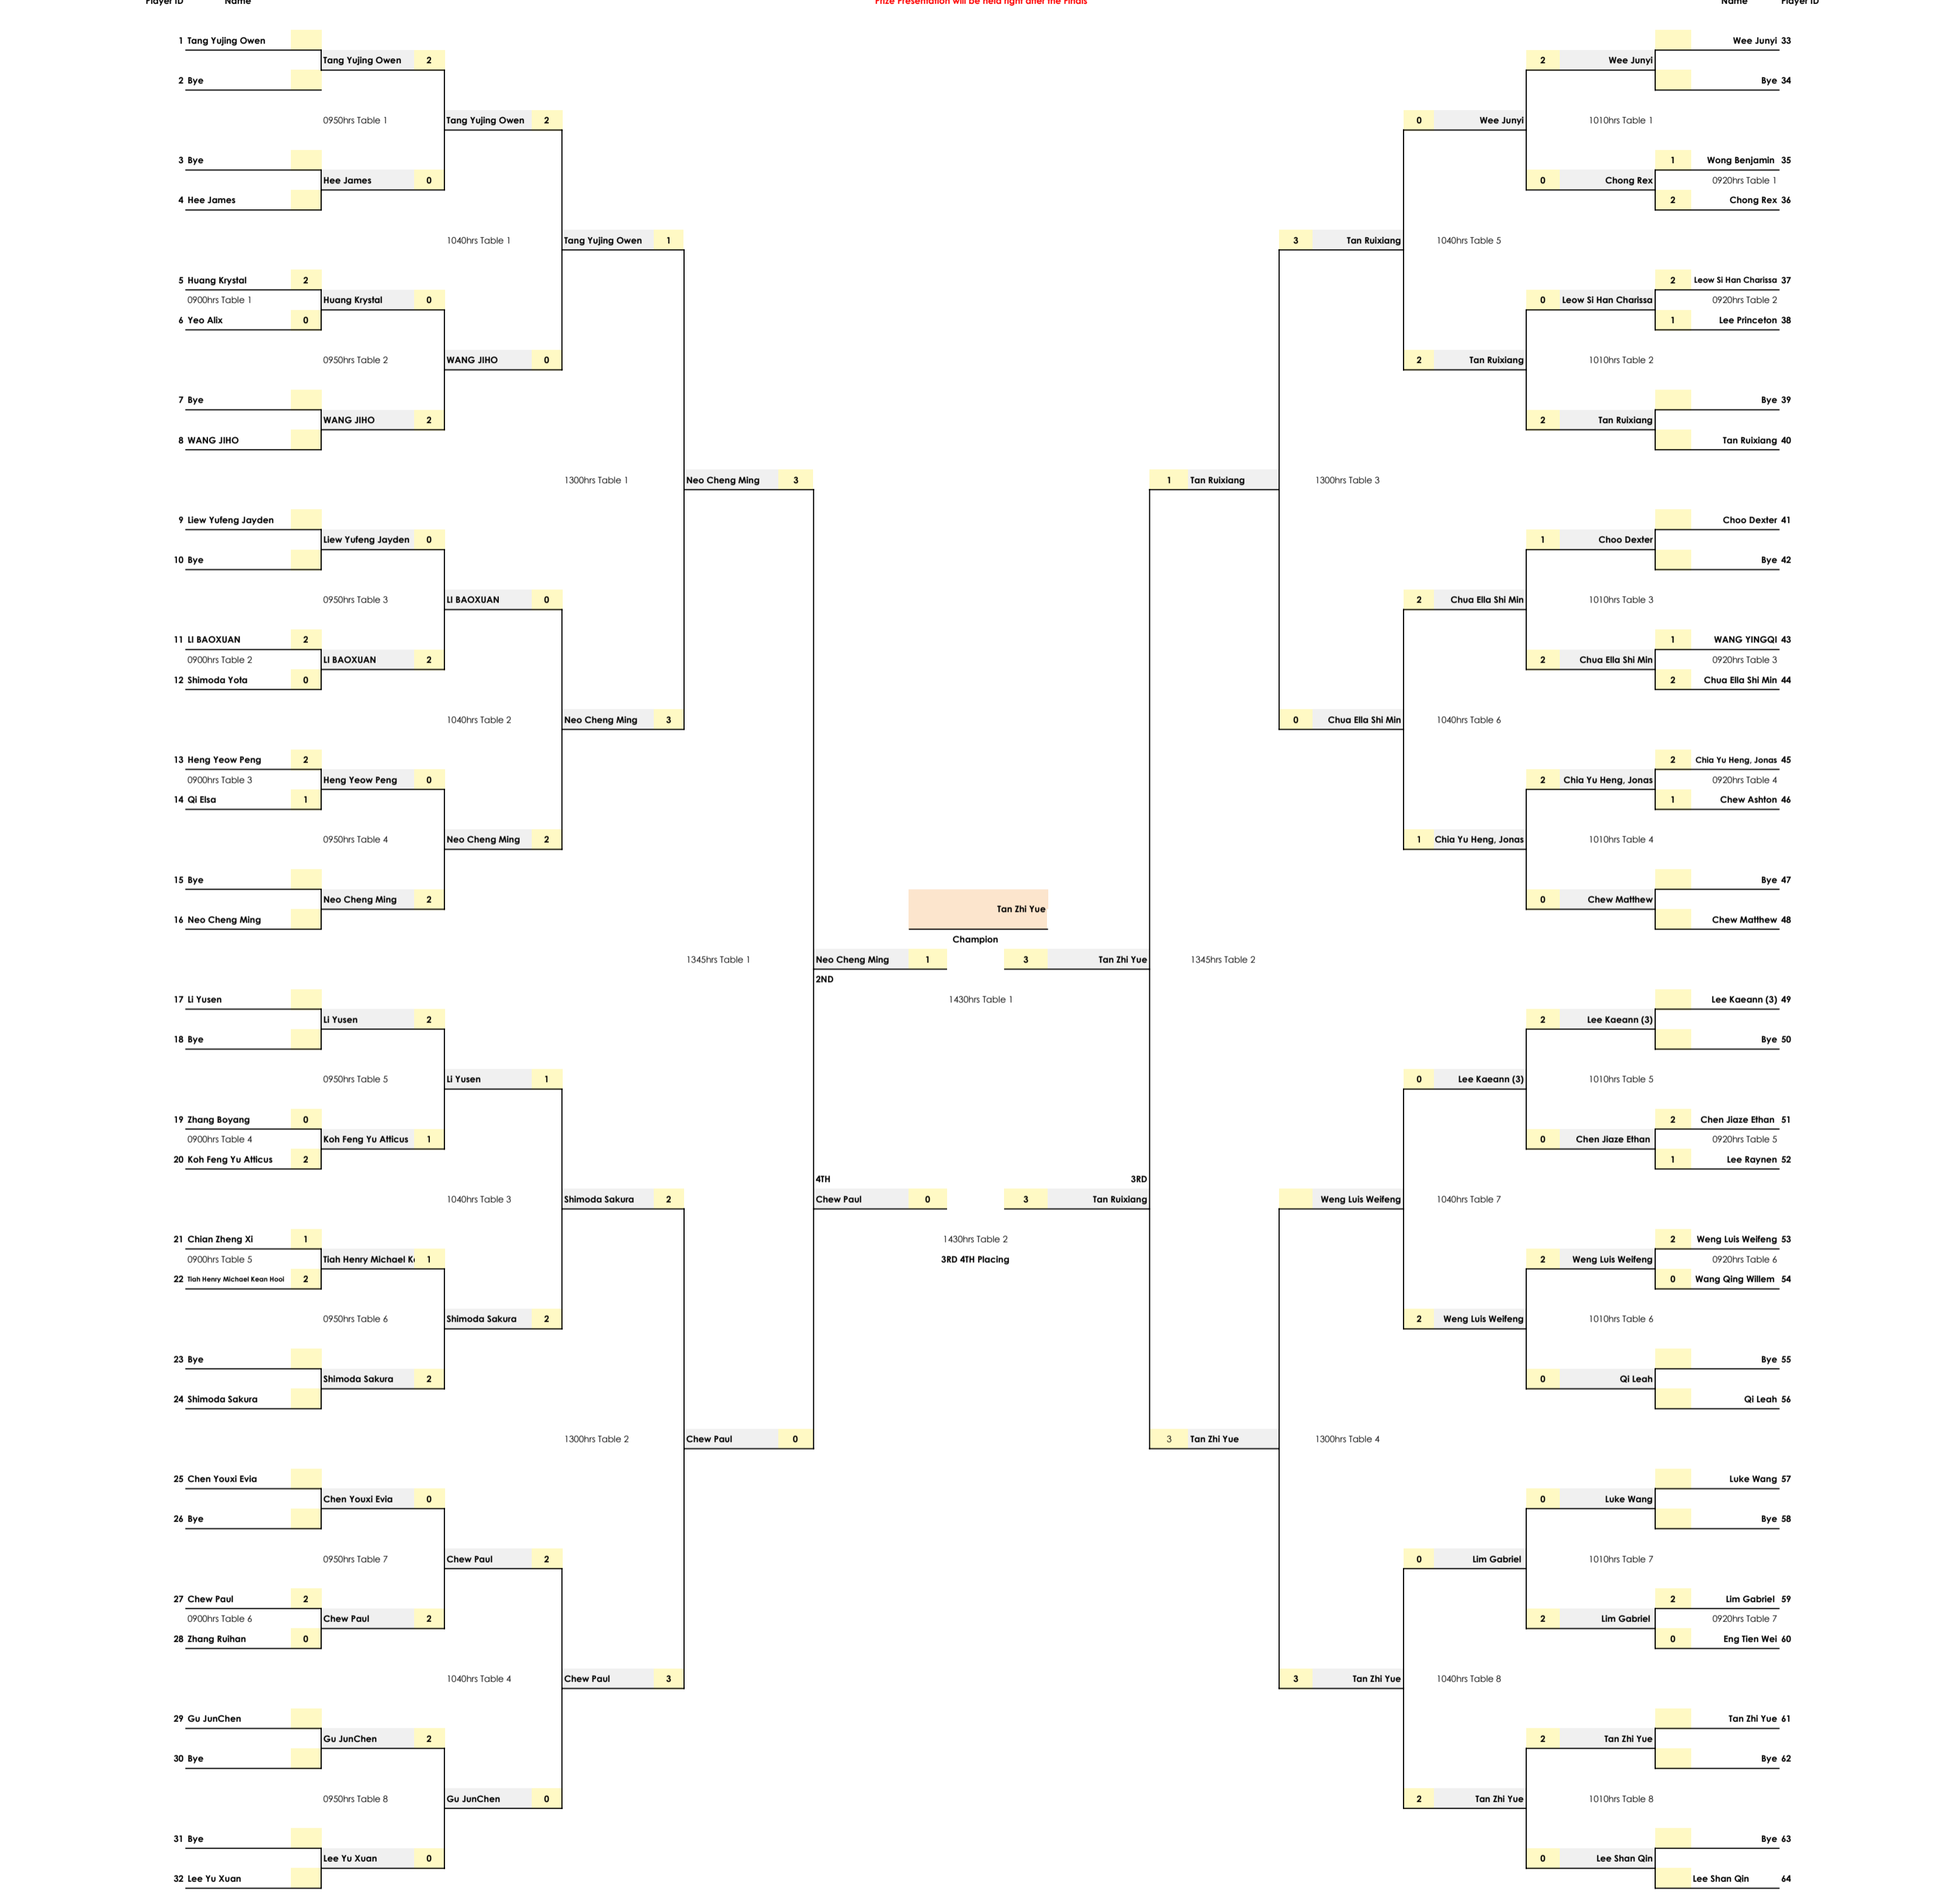 Player ID Name
Prize Presentation will be held right after the Finals
Name Player ID
1 Tang Yujing Owen
Tang Yujing Owen 2
2 Bye
0950hrs Table 1
Tang Yujing Owen 2
3 Bye
Hee James 0
4 Hee James
1040hrs Table 1
Tang Yujing Owen 1
5 Huang Krystal 2
0900hrs Table 1
Huang Krystal 0
6 Yeo Alix 0
0950hrs Table 2
WANG JIHO 0
7 Bye
WANG JIHO 2
8 WANG JIHO
1300hrs Table 1
Neo Cheng Ming 3
9 Liew Yufeng Jayden
Liew Yufeng Jayden 0
10 Bye
0950hrs Table 3
LI BAOXUAN 0
11 LI BAOXUAN 2
0900hrs Table 2
LI BAOXUAN 2
12 Shimoda Yota 0
1040hrs Table 2
Neo Cheng Ming 3
13 Heng Yeow Peng 2
0900hrs Table 3
Heng Yeow Peng 0
14 Qi Elsa 1
0950hrs Table 4
Neo Cheng Ming 2
15 Bye
Neo Cheng Ming 2
16 Neo Cheng Ming
1345hrs Table 1
17 Li Yusen
Li Yusen 2
18 Bye
0950hrs Table 5
Li Yusen 1
19 Zhang Boyang 0
0900hrs Table 4
Koh Feng Yu Atticus 1
20 Koh Feng Yu Atticus 2
1040hrs Table 3
Shimoda Sakura 2
21 Chian Zheng Xi 1
0900hrs Table 5
Tiah Henry Michael K 1
22 Tiah Henry Michael Kean Hooi 2
0950hrs Table 6
Shimoda Sakura 2
23 Bye
Shimoda Sakura 2
24 Shimoda Sakura
1300hrs Table 2
Chew Paul 0
25 Chen Youxi Evia
Chen Youxi Evia 0
26 Bye
0950hrs Table 7
Chew Paul 2
27 Chew Paul 2
0900hrs Table 6
Chew Paul 2
28 Zhang Ruihan 0
1040hrs Table 4
Chew Paul 3
29 Gu JunChen
Gu JunChen 2
30 Bye
0950hrs Table 8
Gu JunChen 0
31 Bye
Lee Yu Xuan 0
32 Lee Yu Xuan
Tan Zhi Yue
Champion
Neo Cheng Ming 1
3 Tan Zhi Yue
2ND
1430hrs Table 1
4TH
3RD
Chew Paul 0
3 Tan Ruixiang
1430hrs Table 2
3RD 4TH Placing
Wee Junyi 33
2 Wee Junyi
Bye 34
0 Wee Junyi
1010hrs Table 1
1 Wong Benjamin 35
0 Chong Rex
0920hrs Table 1
2 Chong Rex 36
3 Tan Ruixiang
1040hrs Table 5
2 Leow Si Han Charissa 37
0 Leow Si Han Charissa
0920hrs Table 2
1 Lee Princeton 38
2 Tan Ruixiang
1010hrs Table 2
Bye 39
2 Tan Ruixiang
Tan Ruixiang 40
1 Tan Ruixiang
1300hrs Table 3
Choo Dexter 41
1 Choo Dexter
Bye 42
2 Chua Ella Shi Min
1010hrs Table 3
1 WANG YINGQI 43
2 Chua Ella Shi Min
0920hrs Table 3
2 Chua Ella Shi Min 44
0 Chua Ella Shi Min
1040hrs Table 6
2 Chia Yu Heng, Jonas 45
2 Chia Yu Heng, Jonas
0920hrs Table 4
1 Chew Ashton 46
1 Chia Yu Heng, Jonas
1010hrs Table 4
Bye 47
0 Chew Matthew
Chew Matthew 48
1345hrs Table 2
Lee Kaeann (3) 49
2 Lee Kaeann (3)
Bye 50
0 Lee Kaeann (3)
1010hrs Table 5
2 Chen Jiaze Ethan 51
0 Chen Jiaze Ethan
0920hrs Table 5
1 Lee Raynen 52
Weng Luis Weifeng
1040hrs Table 7
2 Weng Luis Weifeng 53
2 Weng Luis Weifeng
0920hrs Table 6
0 Wang Qing Willem 54
2 Weng Luis Weifeng
1010hrs Table 6
Bye 55
0 Qi Leah
Qi Leah 56
3 Tan Zhi Yue
1300hrs Table 4
Luke Wang 57
0 Luke Wang
Bye 58
0 Lim Gabriel
1010hrs Table 7
2 Lim Gabriel 59
2 Lim Gabriel
0920hrs Table 7
0 Eng Tien Wei 60
3 Tan Zhi Yue
1040hrs Table 8
Tan Zhi Yue 61
2 Tan Zhi Yue
Bye 62
2 Tan Zhi Yue
1010hrs Table 8
Bye 63
0 Lee Shan Qin
Lee Shan Qin 64